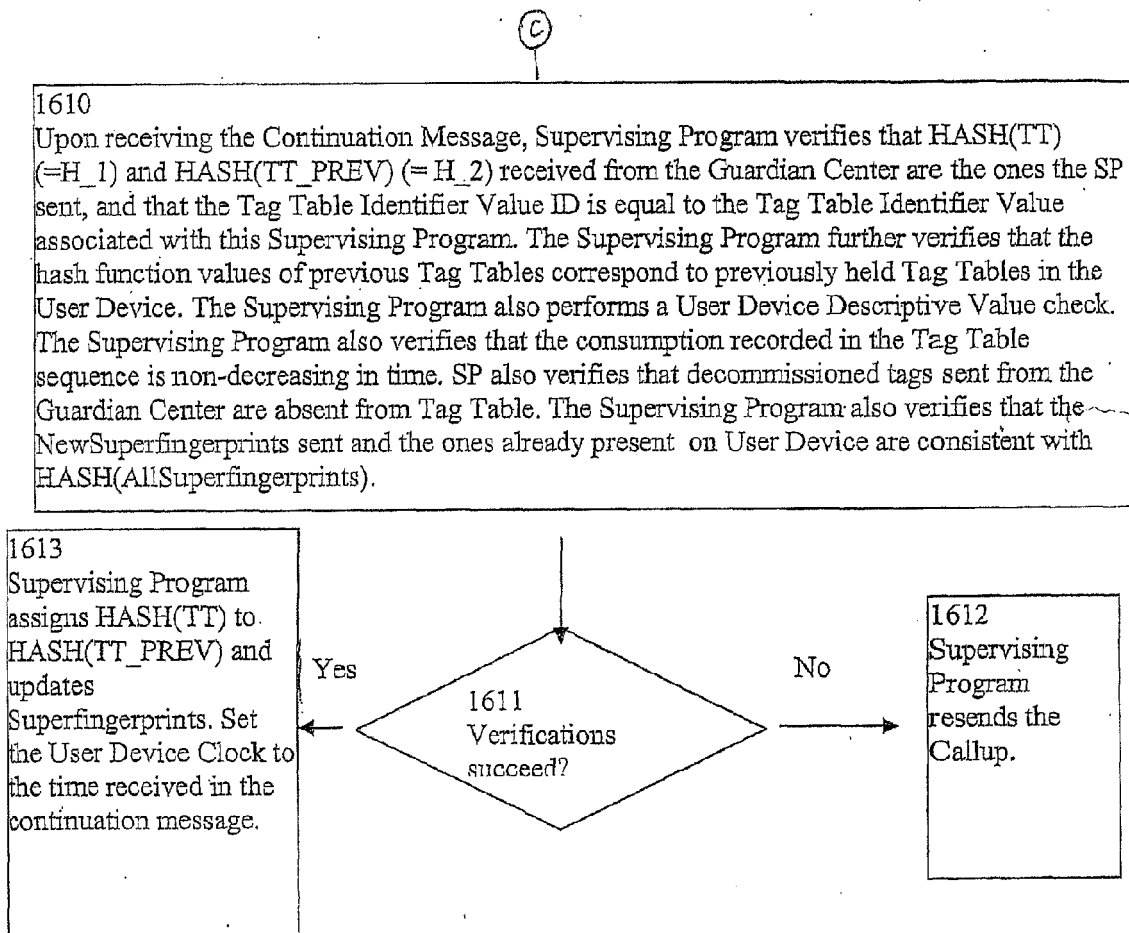 C
1610
Upon receiving the Continuation Message, Supervising Program verifies that HASH(TT)
(=H_1) and HASH(TT_PREV) (= H_2) received from the Guardian Center are the ones the SP
sent, and that the Tag Table Identifier Value ID is equal to the Tag Table Identifier Value
associated with this Supervising Program. The Supervising Program further verifies that the
hash function values of previous Tag Tables correspond to previously held Tag Tables in the
User Device. The Supervising Program also performs a User Device Descriptive Value check.
The Supervising Program also verifies that the consumption recorded in the Tag Table
sequence is non-decreasing in time. SP also verifies that decommissioned tags sent from the
Guardian Center are absent from Tag Table. The Supervising Program also verifies that the
NewSuperfingerprints sent and the ones already present on User Device are consistent with
HASH(AllSuperfingerprints).
1613
Supervising Program
assigns HASH(TT) to
HASH(TT_PREV) and
updates
Superfingerprints. Set
the User Device Clock to
the time received in the
continuation message.
Yes
1611
Verifications
succeed?
No
1612
Supervising
Program
resends the
Callup.